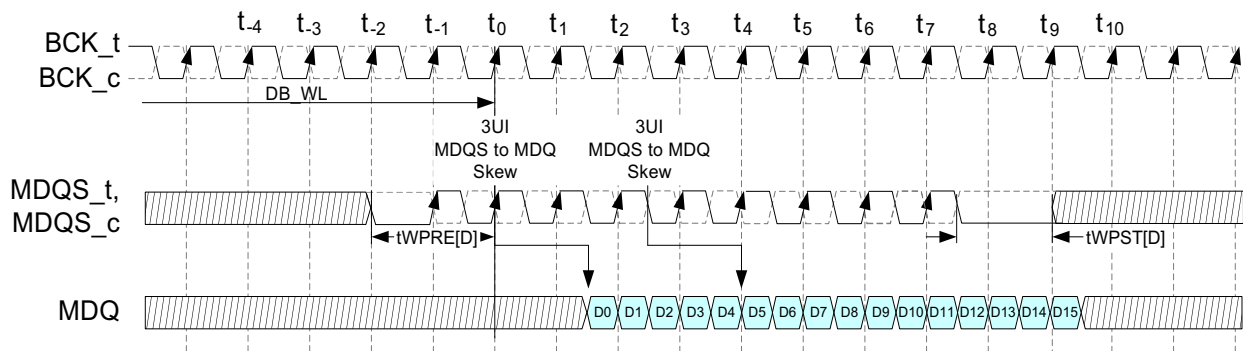 t-4 t-3 t-2 t-1 t0 t1 t2 t3 t4 t5 t6 t7 t8 t9 t10
BCK_t
BCK_c
DB_WL
3UI
MDQS to MDQ
Skew
3UI
MDQS to MDQ
Skew
MDQS_t,
MDQS_c
tWPRE[D]
tWPST[D]
MDQ
D0 D1 D2 D3 D4 D5 D6 D7 D8 D9 D10 D11 D12 D13 D14 D15